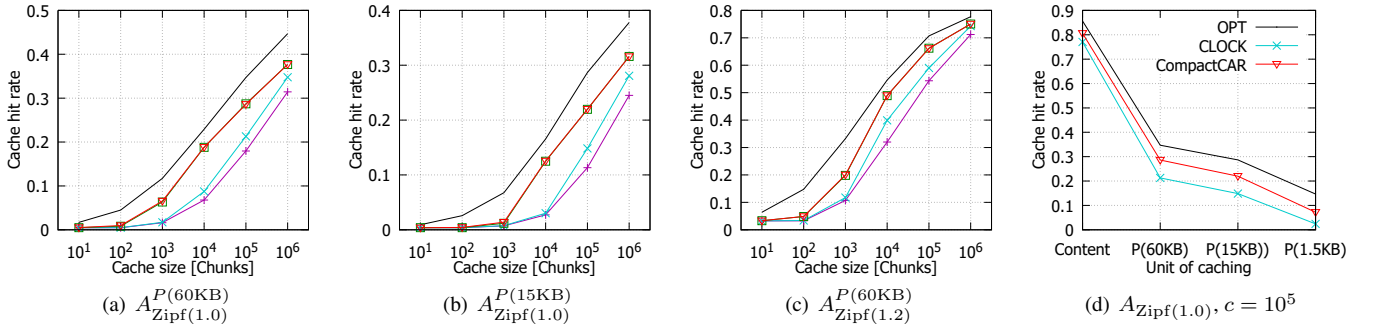 Cache hit rate
0.5
0.4
0.3
0.2
0.1
0
10¹ 10² 10³ 10⁴ 10⁵ 10⁶
Cache size [Chunks]
(a) A^{P(60KB)}_{Zipf(1.0)}
Cache hit rate
0.4
0.3
0.2
0.1
0
10¹ 10² 10³ 10⁴ 10⁵ 10⁶
Cache size [Chunks]
(b) A^{P(15KB)}_{Zipf(1.0)}
Cache hit rate
0.8
0.7
0.6
0.5
0.4
0.3
0.2
0.1
0
10¹ 10² 10³ 10⁴ 10⁵ 10⁶
Cache size [Chunks]
(c) A^{P(60KB)}_{Zipf(1.2)}
Cache hit rate
0.9
0.8
0.7
0.6
0.5
0.4
0.3
0.2
0.1
0
OPT
CLOCK
CompactCAR
Content P(60KB) P(15KB)) P(1.5KB)
Unit of caching
(d) A_{Zipf(1.0)}, c = 10⁵